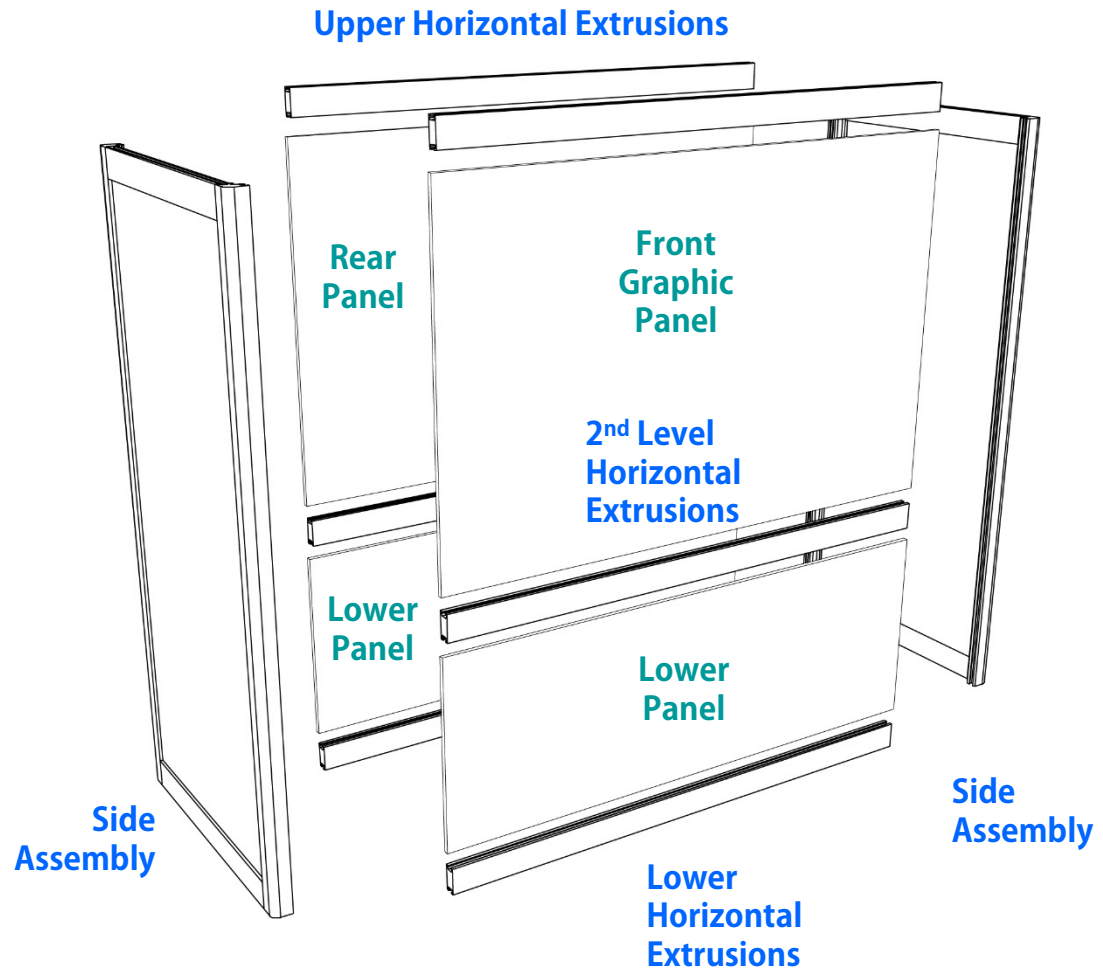 Upper Horizontal Extrusions
Rear
Panel
Front
Graphic
Panel
2nd Level
Horizontal
Extrusions
Lower
Panel
Lower
Panel
Side
Assembly
Side
Assembly
Lower
Horizontal
Extrusions